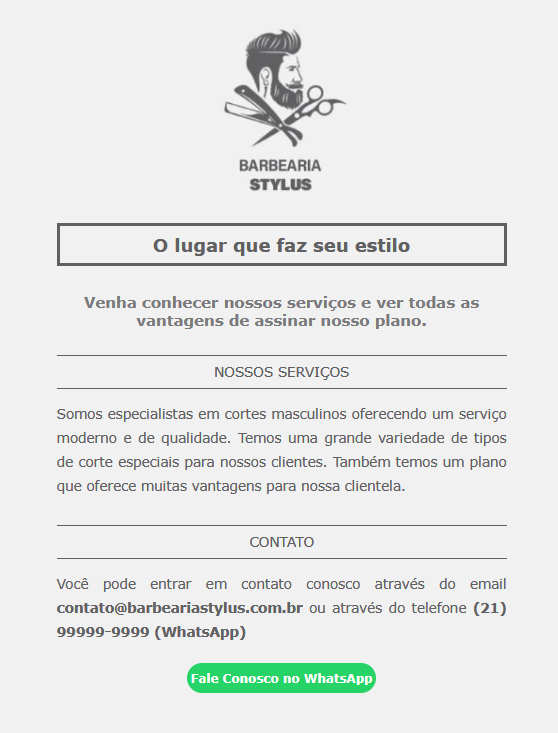 BARBEARIA
STYLUS
O lugar que faz seu estilo
Venha conhecer nossos serviços e ver todas as
vantagens de assinar nosso plano.
NOSSOS SERVIÇOS
Somos especialistas em cortes masculinos oferecendo um serviço
moderno e de qualidade. Temos uma grande variedade de tipos
de corte especiais para nossos clientes. Também temos um plano
que oferece muitas vantagens para nossa clientela.
CONTATO
Você pode entrar em contato conosco através do email
contato@barbeariastylus.com.br ou através do telefone (21)
99999-9999 (WhatsApp)
Fale Conosco no WhatsApp